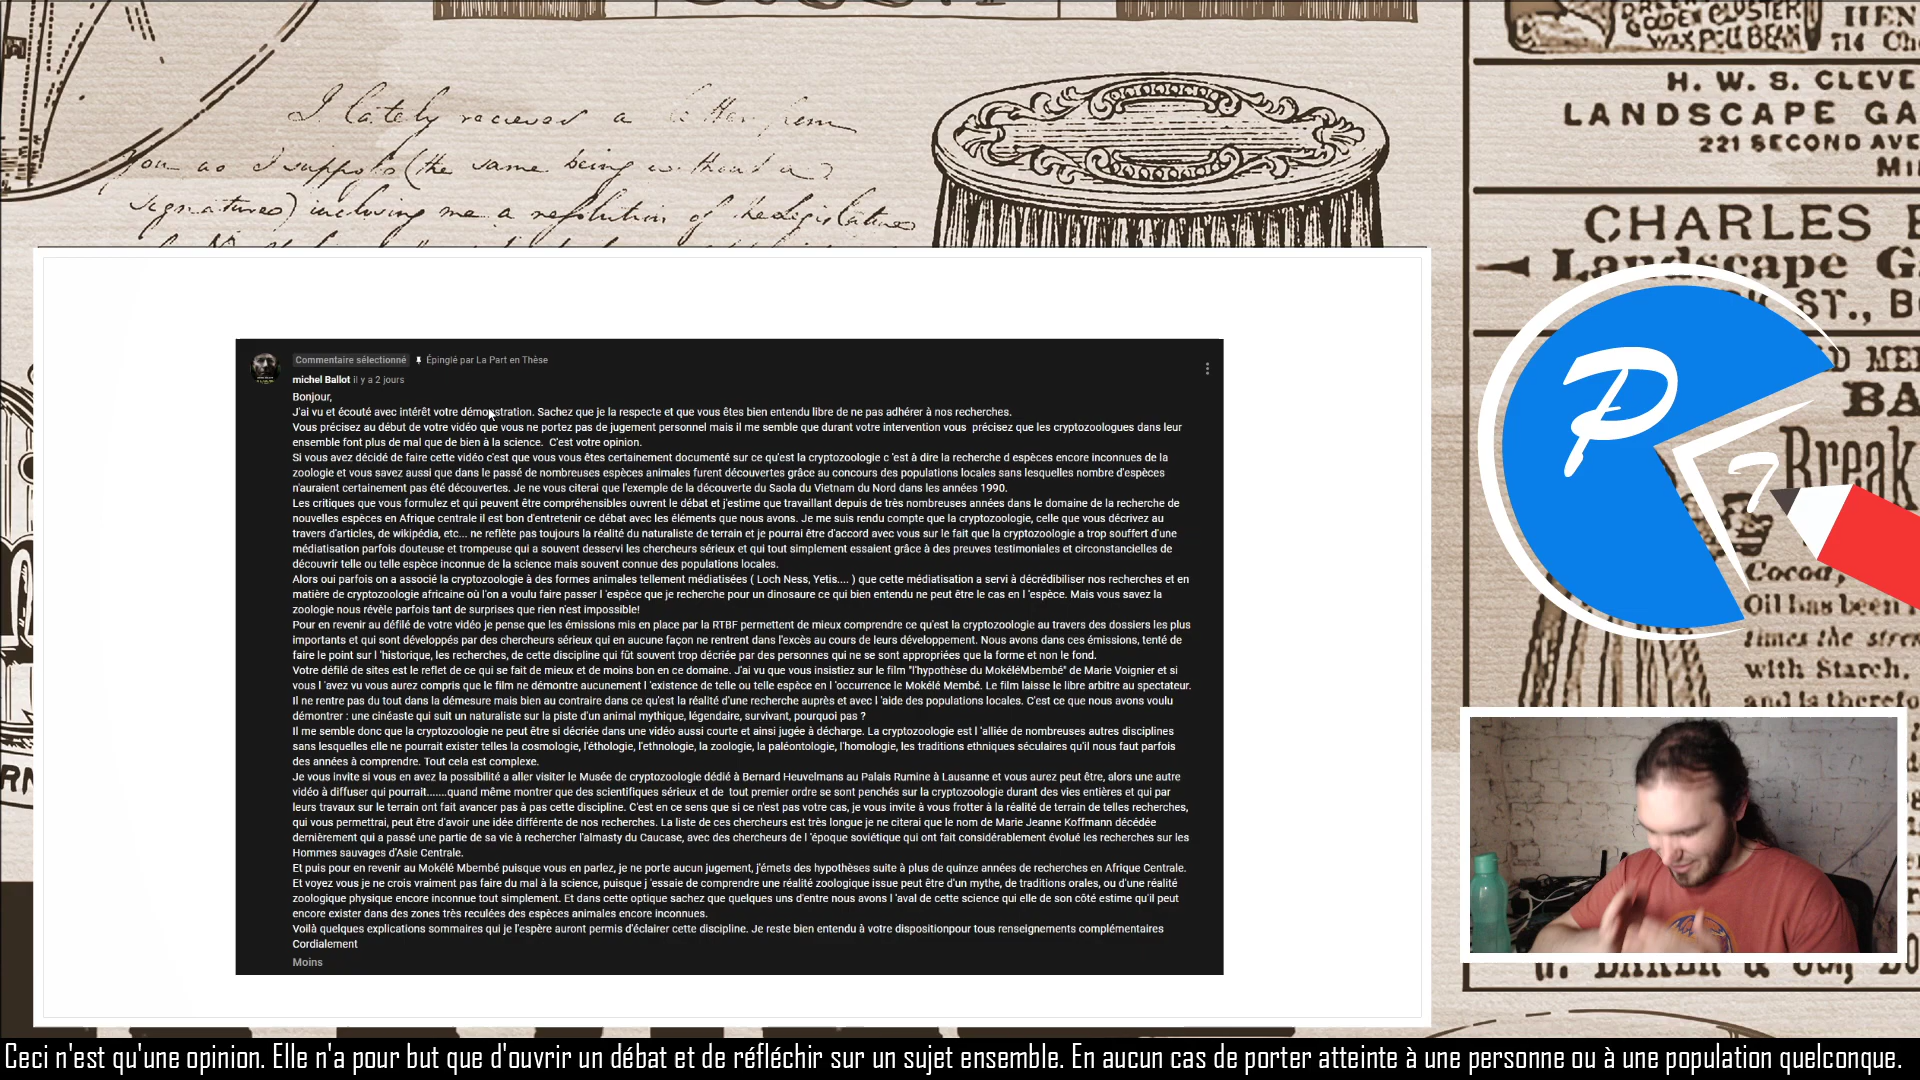 GOLDEN CLUSTER
WAX POLE BEAN
HEN
714 Ch
I lately recieved a letter from
you as I suppose (the same being without a
signatures) inclosing me a resolution of the legislature
H. W. S. CLEVE
LANDSCAPE GA
221 SECOND AVE
MI
CHARLES E
Landscape G
ST., B
Commentaire sélectionné Épinglé par La Part en Thèse
michel Ballot il y a 2 jours
Bonjour,
J'ai vu et écouté avec intérêt votre démonstration. Sachez que je la respecte et que vous êtes bien entendu libre de ne pas adhérer à nos recherches.
Vous précisez au début de votre vidéo que vous ne portez pas de jugement personnel mais il me semble que durant votre intervention vous précisez que les cryptozoologues dans leur
ensemble font plus de mal que de bien à la science. C'est votre opinion.
Si vous avez décidé de faire cette vidéo c'est que vous vous êtes certainement documenté sur ce qu'est la cryptozoologie c 'est à dire la recherche d espèces encore inconnues de la
zoologie et vous savez aussi que dans le passé de nombreuses espèces animales furent découvertes grâce au concours des populations locales sans lesquelles nombre d'espèces
n'auraient certainement pas été découvertes. Je ne vous citerai que l'exemple de la découverte du Saola du Vietnam du Nord dans les années 1990.
Les critiques que vous formulez et qui peuvent être compréhensibles ouvrent le débat et j'estime que travaillant depuis de très nombreuses années dans le domaine de la recherche de
nouvelles espèces en Afrique centrale il est bon d'entretenir ce débat avec les éléments que nous avons. Je me suis rendu compte que la cryptozoologie, celle que vous décrivez au
travers d'articles, de wikipédia, etc... ne reflète pas toujours la réalité du naturaliste de terrain et je pourrai être d'accord avec vous sur le fait que la cryptozoologie a trop souffert d'une
médiatisation parfois douteuse et trompeuse qui a souvent desservi les chercheurs sérieux et qui tout simplement essaient grâce à des preuves testimoniales et circonstancielles de
découvrir telle ou telle espèce inconnue de la science mais souvent connue des populations locales.
Alors oui parfois on a associé la cryptozoologie à des formes animales tellement médiatisées ( Loch Ness, Yetis.... ) que cette médiatisation a servi à décrédibiliser nos recherches et en
matière de cryptozoologie africaine où l'on a voulu faire passer l 'espèce que je recherche pour un dinosaure ce qui bien entendu ne peut être le cas en l 'espèce. Mais vous savez la
zoologie nous révèle parfois tant de surprises que rien n'est impossible!
Pour en revenir au défilé de votre vidéo je pense que les émissions mis en place par la RTBF permettent de mieux comprendre ce qu'est la cryptozoologie au travers des dossiers les plus
importants et qui sont développés par des chercheurs sérieux qui en aucune façon ne rentrent dans l'excès au cours de leurs développement. Nous avons dans ces émissions, tenté de
faire le point sur l 'historique, les recherches, de cette discipline qui fût souvent trop décriée par des personnes qui ne se sont appropriées que la forme et non le fond.
Votre défilé de sites est le reflet de ce qui se fait de mieux et de moins bon en ce domaine. J'ai vu que vous insistiez sur le film "l'hypothèse du MokéléMbembé" de Marie Voignier et si
vous l 'avez vu vous aurez compris que le film ne démontre aucunement l 'existence de telle ou telle espèce en l 'occurrence le Mokélé Membé. Le film laisse le libre arbitre au spectateur.
Il ne rentre pas du tout dans la démesure mais bien au contraire dans ce qu'est la réalité d'une recherche auprès et avec l 'aide des populations locales. C'est ce que nous avons voulu
démontrer : une cinéaste qui suit un naturaliste sur la piste d'un animal mythique, légendaire, survivant, pourquoi pas ?
Il me semble donc que la cryptozoologie ne peut être si décriée dans une vidéo aussi courte et ainsi jugée à décharge. La cryptozoologie est l 'alliée de nombreuses autres disciplines
sans lesquelles elle ne pourrait exister telles la cosmologie, l'éthologie, l'ethnologie, la zoologie, la paléontologie, l'homologie, les traditions ethniques séculaires qu'il nous faut parfois
des années à comprendre. Tout cela est complexe.
Je vous invite si vous en avez la possibilité a aller visiter le Musée de cryptozoologie dédié à Bernard Heuvelmans au Palais Rumine à Lausanne et vous aurez peut être, alors une autre
vidéo à diffuser qui pourrait.......quand même montrer que des scientifiques sérieux et de tout premier ordre se sont penchés sur la cryptozoologie durant des vies entières et qui par
leurs travaux sur le terrain ont fait avancer pas à pas cette discipline. C'est en ce sens que si ce n'est pas votre cas, je vous invite à vous frotter à la réalité de terrain de telles recherches,
qui vous permettrai, peut être d'avoir une idée différente de nos recherches. La liste de ces chercheurs est très longue je ne citerai que le nom de Marie Jeanne Koffmann décédée
dernièrement qui a passé une partie de sa vie à rechercher l'almasty du Caucase, avec des chercheurs de l 'époque soviétique qui ont fait considérablement évolué les recherches sur les
Hommes sauvages d'Asie Centrale.
Et puis pour en revenir au Mokélé Mbembé puisque vous en parlez, je ne porte aucun jugement, j'émets des hypothèses suite à plus de quinze années de recherches en Afrique Centrale.
Et voyez vous je ne crois vraiment pas faire du mal à la science, puisque j 'essaie de comprendre une réalité zoologique issue peut être d'un mythe, de traditions orales, ou d'une réalité
zoologique physique encore inconnue tout simplement. Et dans cette optique sachez que quelques uns d'entre nous avons l 'aval de cette science qui elle de son côté estime qu'il peut
encore exister dans des zones très reculées des espèces animales encore inconnues.
Voilà quelques explications sommaires qui je l'espère auront permis d'éclairer cette discipline. Je reste bien entendu à votre dispositionpour tous renseignements complémentaires
Cordialement
Moins
P T
MED
BA
Break
Cocoa,
Oil has been
times the stren
with Starch,
and is therefo
Ceci n'est qu'une opinion. Elle n'a pour but que d'ouvrir un débat et de réfléchir sur un sujet ensemble. En aucun cas de porter atteinte à une personne ou à une population quelconque.